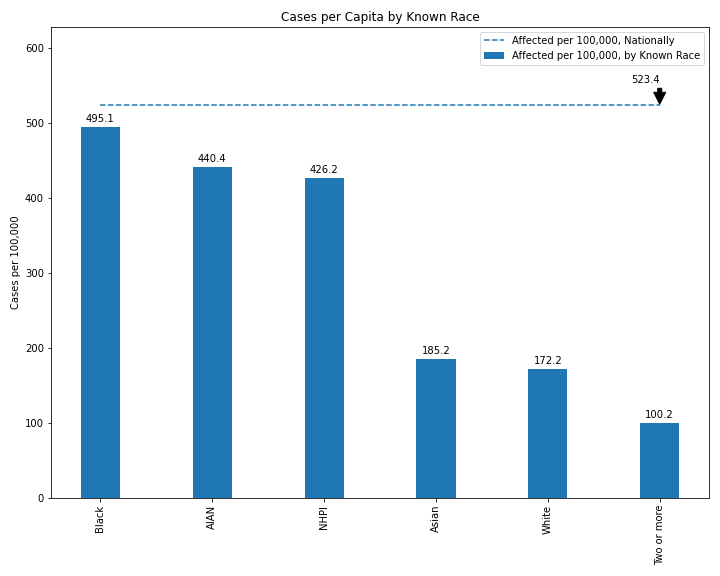 Cases per Capita by Known Race
Affected per 100,000, Nationally
Affected per 100,000, by Known Race
Cases per 100,000
600
500
400
300
200
100
0
523.4
495.1
440.4
426.2
185.2
172.2
100.2
Black
AIAN
NHPI
Asian
White
Two or more